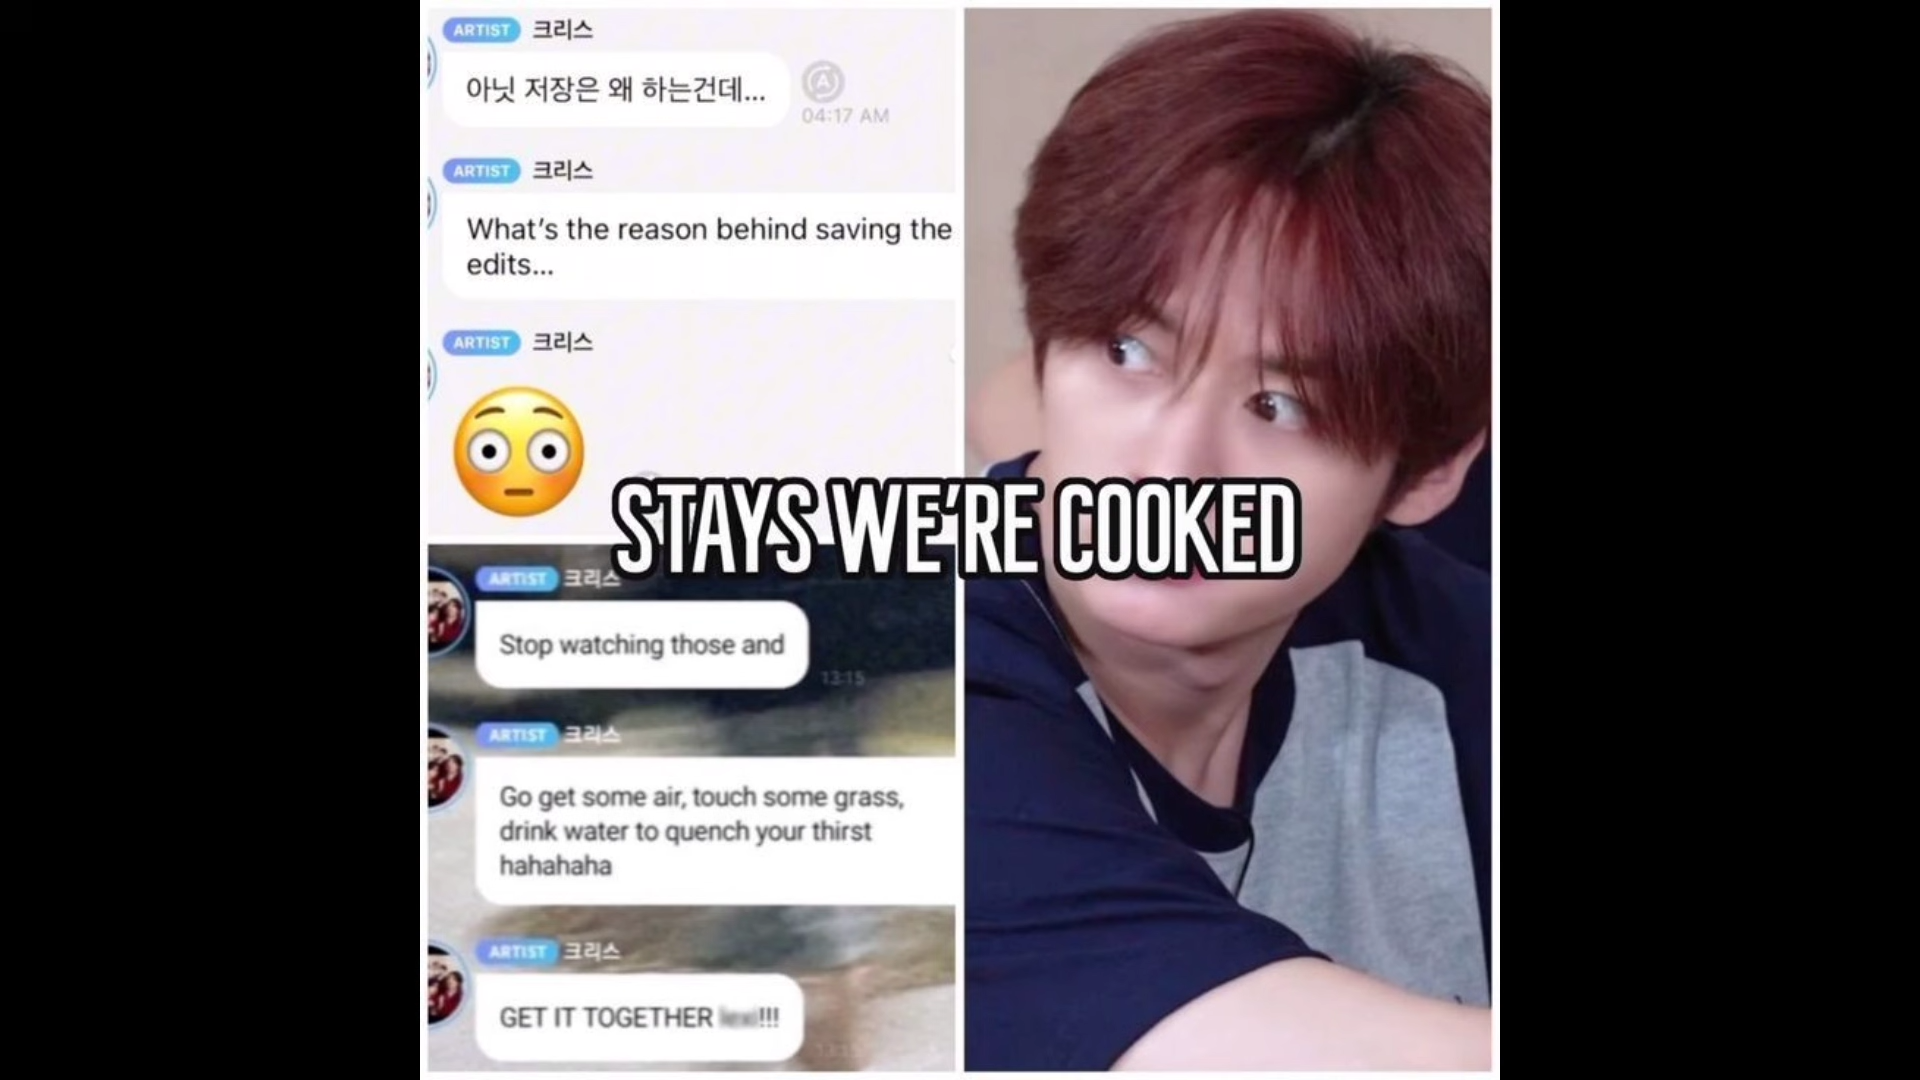 ARTIST 크리스
아닛 저장은 왜 하는건데...
04:17 AM
ARTIST 크리스
What's the reason behind saving the
edits...
ARTIST 크리스
STAYS WE'RE COOKED
ARTIST 크리스
Stop watching those and
13:15
ARTIST 크리스
Go get some air, touch some grass,
drink water to quench your thirst
hahahaha
ARTIST 크리스
GET IT TOGETHER !!!